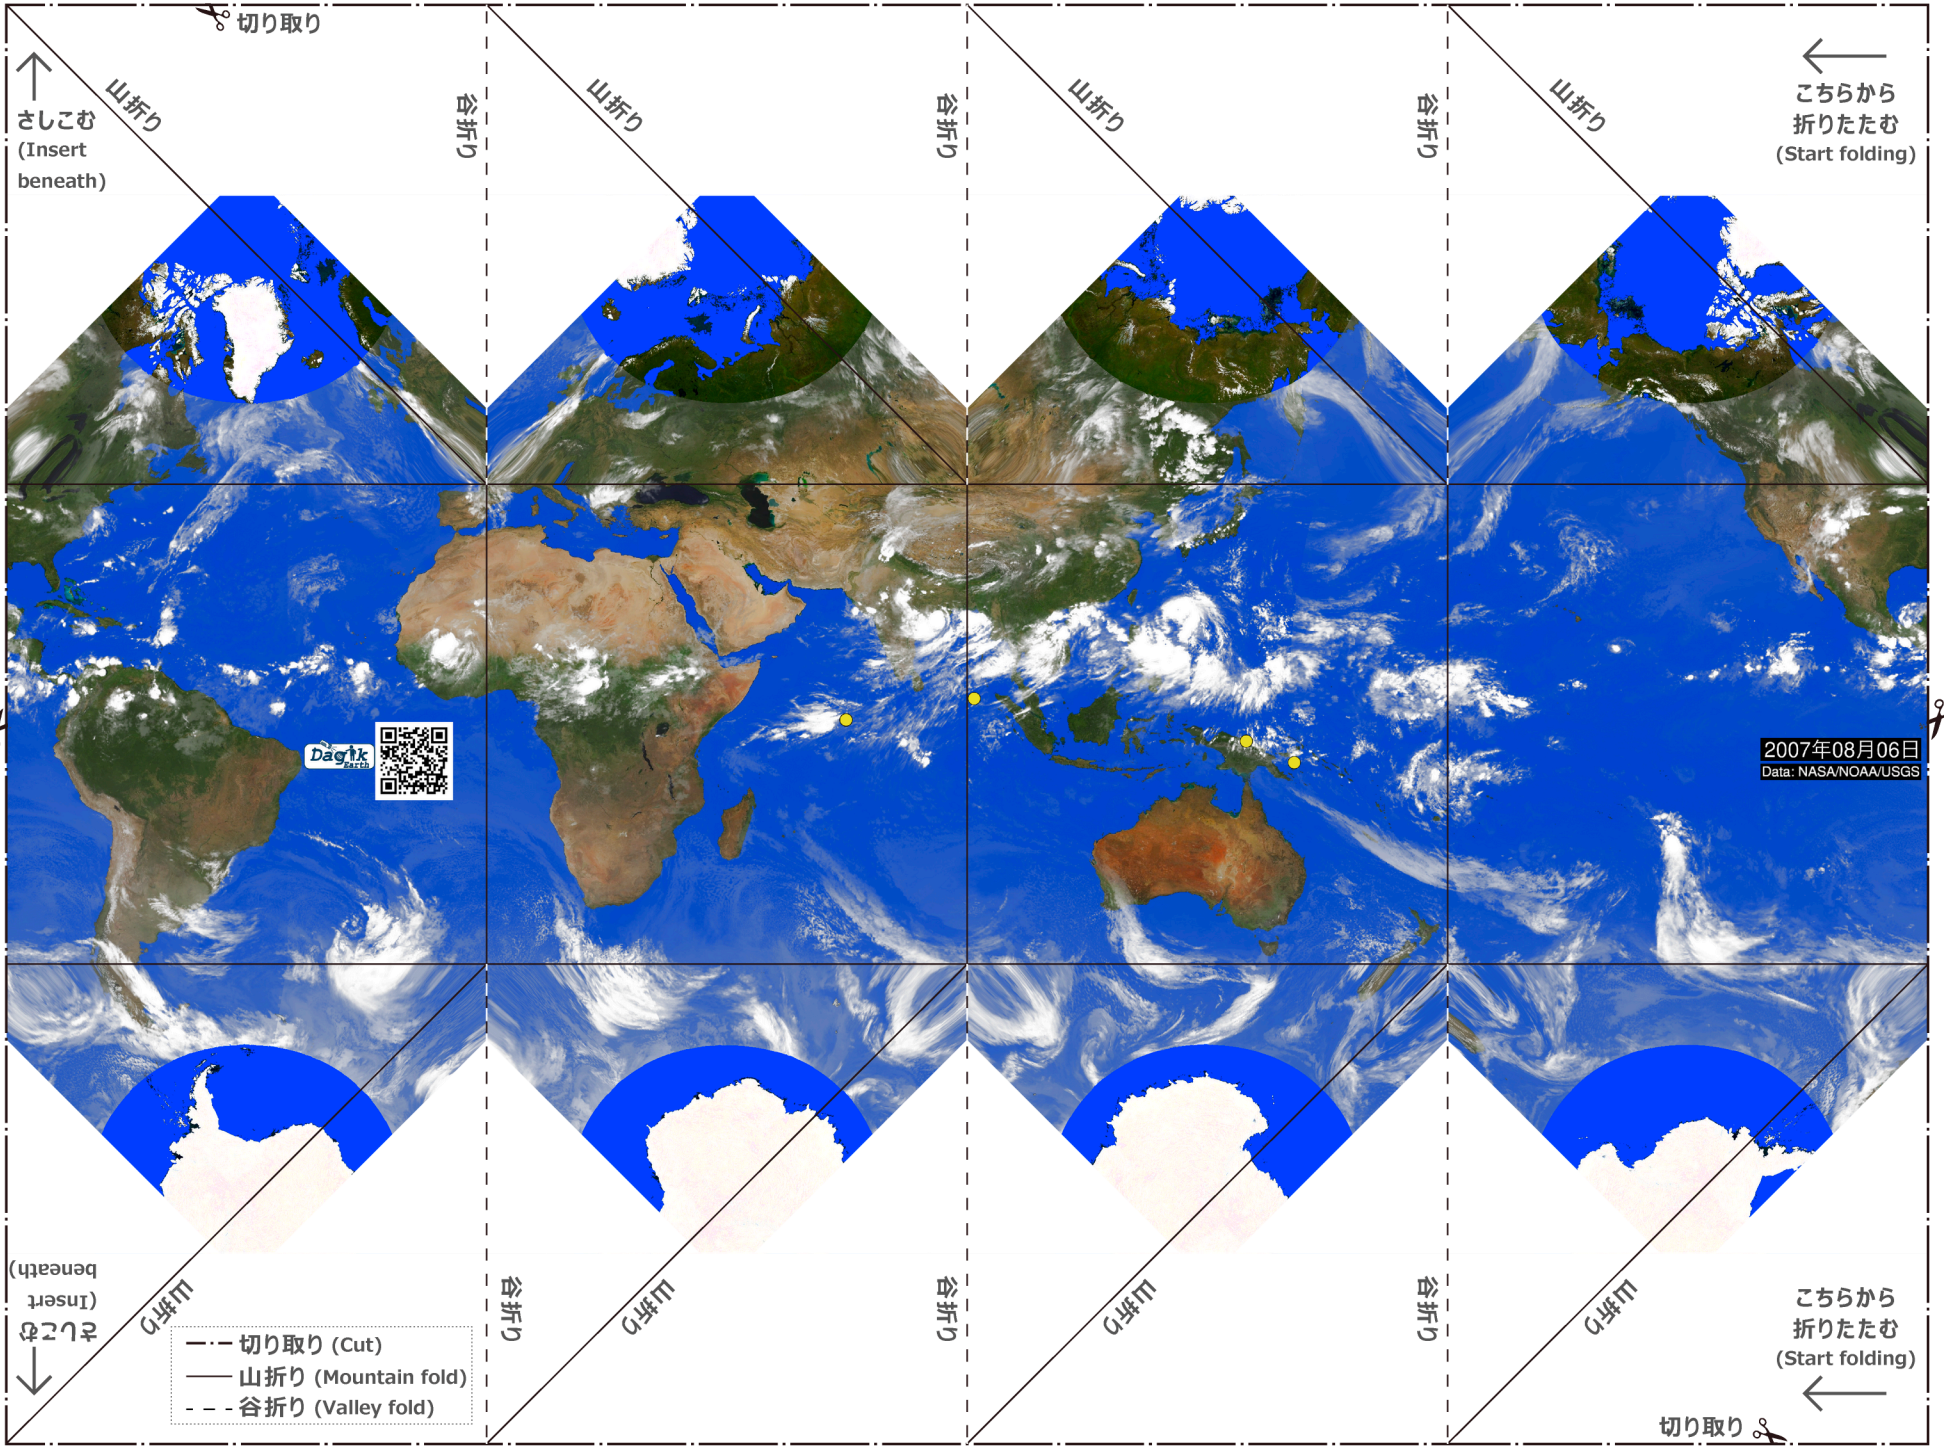 切り取り
山折り
谷折り
山折り
谷折り
山折り
谷折り
山折り
さしこむ
(Insert
beneath)
こちらから
折りたたむ
(Start folding)
Dagik
Earth
2007年08月06日
Data: NASA/NOAA/USGS
さしこむ
(Insert
beneath)
山折り
谷折り
山折り
谷折り
山折り
谷折り
山折り
こちらから
折りたたむ
(Start folding)
切り取り (Cut)
山折り (Mountain fold)
谷折り (Valley fold)
切り取り